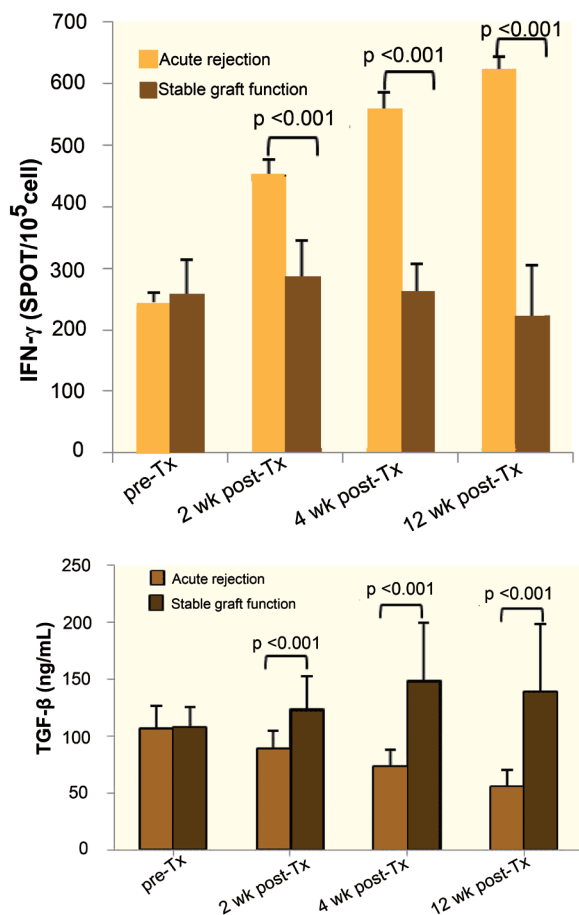 700
600
500
400
300
200
100
0
IFN-γ (SPOT/10⁵cell)
Acute rejection
Stable graft function
p <0.001
p <0.001
p <0.001
pre-Tx
2 wk post-Tx
4 wk post-Tx
12 wk post-Tx
250
200
150
100
50
0
TGF-β (ng/mL)
Acute rejection
Stable graft function
p <0.001
p <0.001
p <0.001
pre-Tx
2 wk post-Tx
4 wk post-Tx
12 wk post-Tx